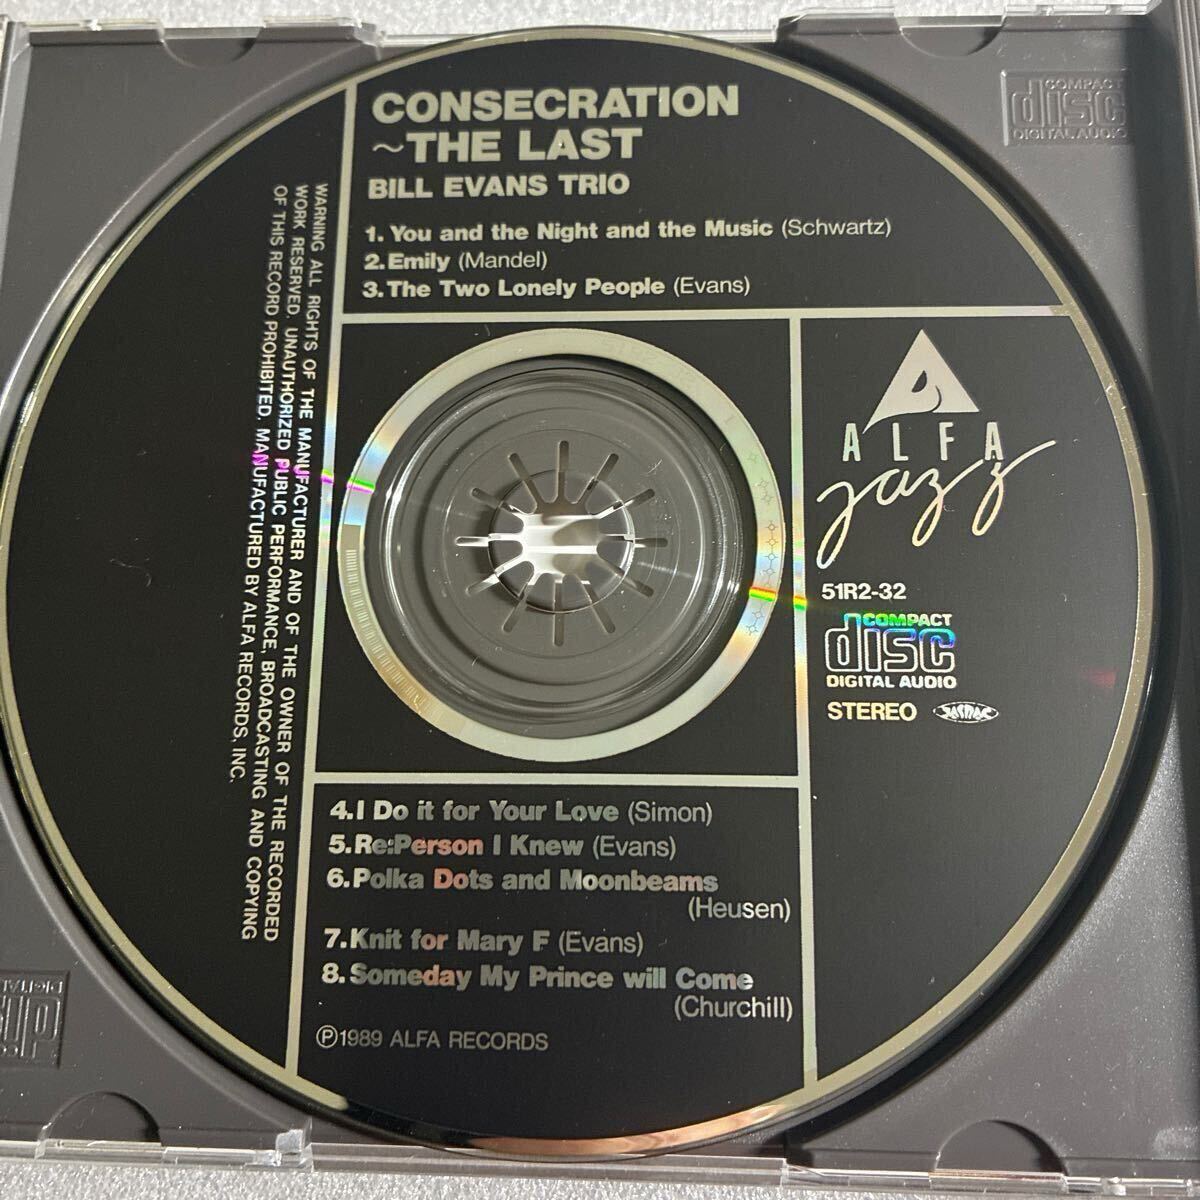 CONSECRATION
~THE LAST
BILL EVANS TRIO
1. You and the Night and the Music (Schwartz)
2. Emily (Mandel)
3. The Two Lonely People (Evans)
WARNING ALL RIGHTS OF THE MANUFACTURER AND OF THE OWNER OF THE RECORDED
WORK RESERVED. UNAUTHORIZED PUBLIC PERFORMANCE, BROADCASTING AND COPYING
OF THIS RECORD PROHIBITED. MANUFACTURED BY ALFA RECORDS, INC.
ALFA
jazz
51R2-32
COMPACT
disc
DIGITAL AUDIO
STEREO JASRAC
4. I Do it for Your Love (Simon)
5. Re:Person I Knew (Evans)
6. Polka Dots and Moonbeams
(Heusen)
7. Knit for Mary F (Evans)
8. Someday My Prince will Come
(Churchill)
Ⓟ1989 ALFA RECORDS
COMPACT
disc
DIGITAL AUDIO